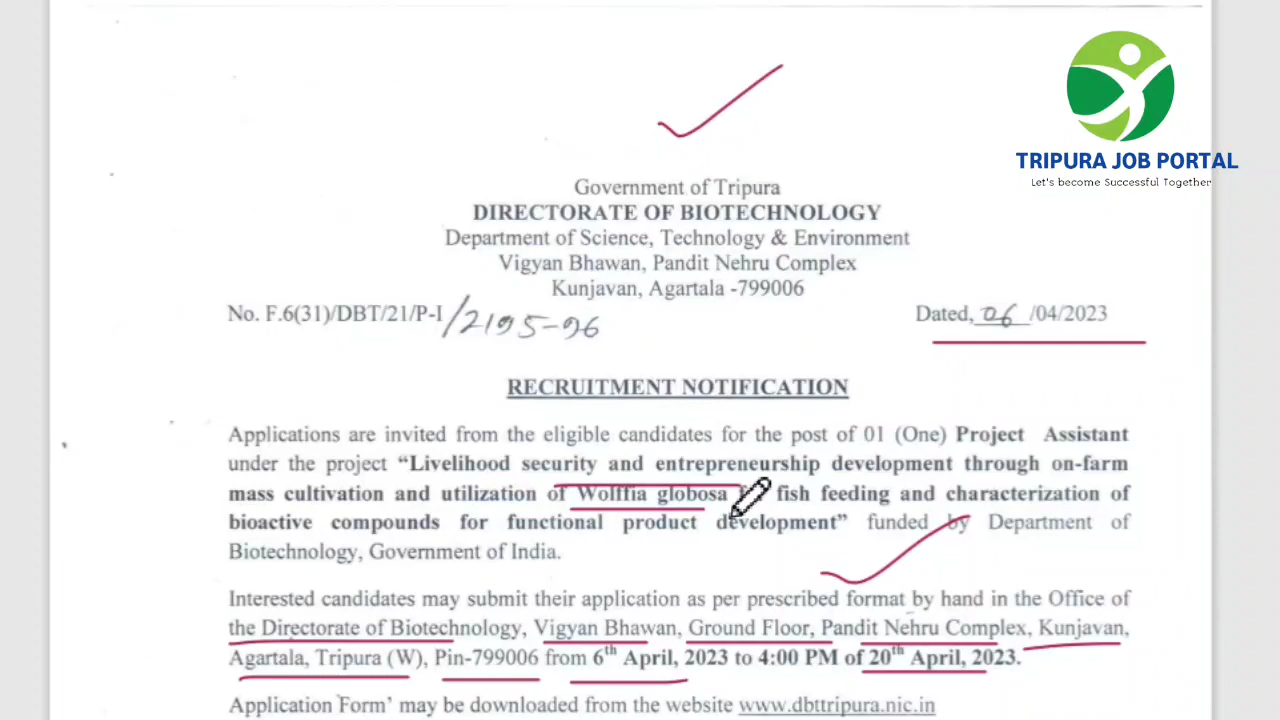 TRIPURA JOB PORTAL
Let's become Successful Together
Government of Tripura
DIRECTORATE OF BIOTECHNOLOGY
Department of Science, Technology & Environment
Vigyan Bhawan, Pandit Nehru Complex
Kunjavan, Agartala -799006
No. F.6(31)/DBT/21/P-I/2195-96
Dated, 06 /04/2023
RECRUITMENT NOTIFICATION
Applications are invited from the eligible candidates for the post of 01 (One) Project Assistant
under the project “Livelihood security and entrepreneurship development through on-farm
mass cultivation and utilization of Wolffia globosa fish feeding and characterization of
bioactive compounds for functional product development” funded by Department of
Biotechnology, Government of India.
Interested candidates may submit their application as per prescribed format by hand in the Office of
the Directorate of Biotechnology, Vigyan Bhawan, Ground Floor, Pandit Nehru Complex, Kunjavan,
Agartala, Tripura (W), Pin-799006 from 6th April, 2023 to 4:00 PM of 20th April, 2023.
Application Form’ may be downloaded from the website www.dbttripura.nic.in